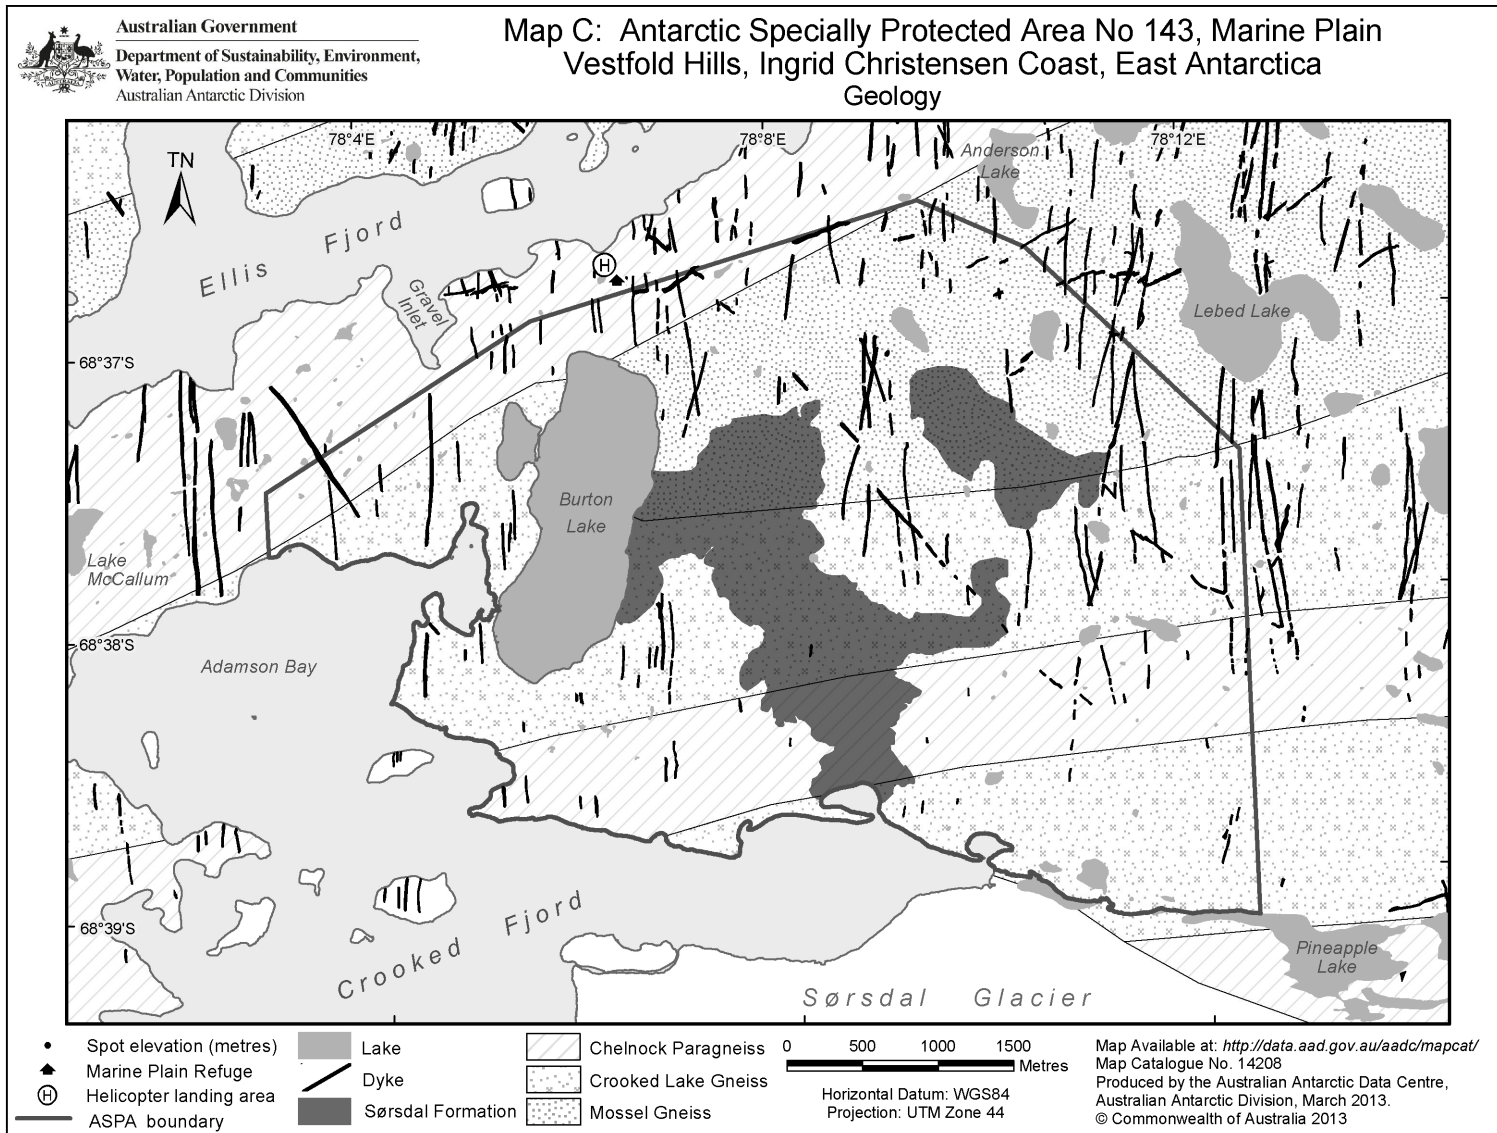 Australian Government
Department of Sustainability, Environment,
Water, Population and Communities
Australian Antarctic Division
Map C: Antarctic Specially Protected Area No 143, Marine Plain
Vestfold Hills, Ingrid Christensen Coast, East Antarctica
Geology
78°4'E
78°8'E
78°12'E
TN
Anderson
Lake
Ellis Fjord
H
Gravel
Inlet
Lebed Lake
68°37'S
Burton
Lake
Lake
McCallum
68°38'S
Adamson Bay
68°39'S
Crooked Fjord
Pineapple
Lake
Sørsdal Glacier
Spot elevation (metres)
Marine Plain Refuge
H Helicopter landing area
ASPA boundary
Lake
Dyke
Sørsdal Formation
Chelnock Paragneiss
Crooked Lake Gneiss
Mossel Gneiss
0 500 1000 1500
Metres
Horizontal Datum: WGS84
Projection: UTM Zone 44
Map Available at: http://data.aad.gov.au/aadc/mapcat/
Map Catalogue No. 14208
Produced by the Australian Antarctic Data Centre,
Australian Antarctic Division, March 2013.
© Commonwealth of Australia 2013